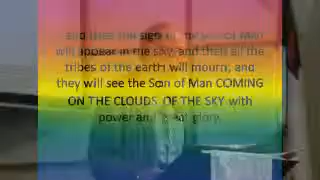 and then the sign of the Son of Man
will appear in the sky, and then all the
tribes of the earth will mourn, and
they will see the Son of Man COMING
ON THE CLOUDS OF THE SKY with
power and great glory.